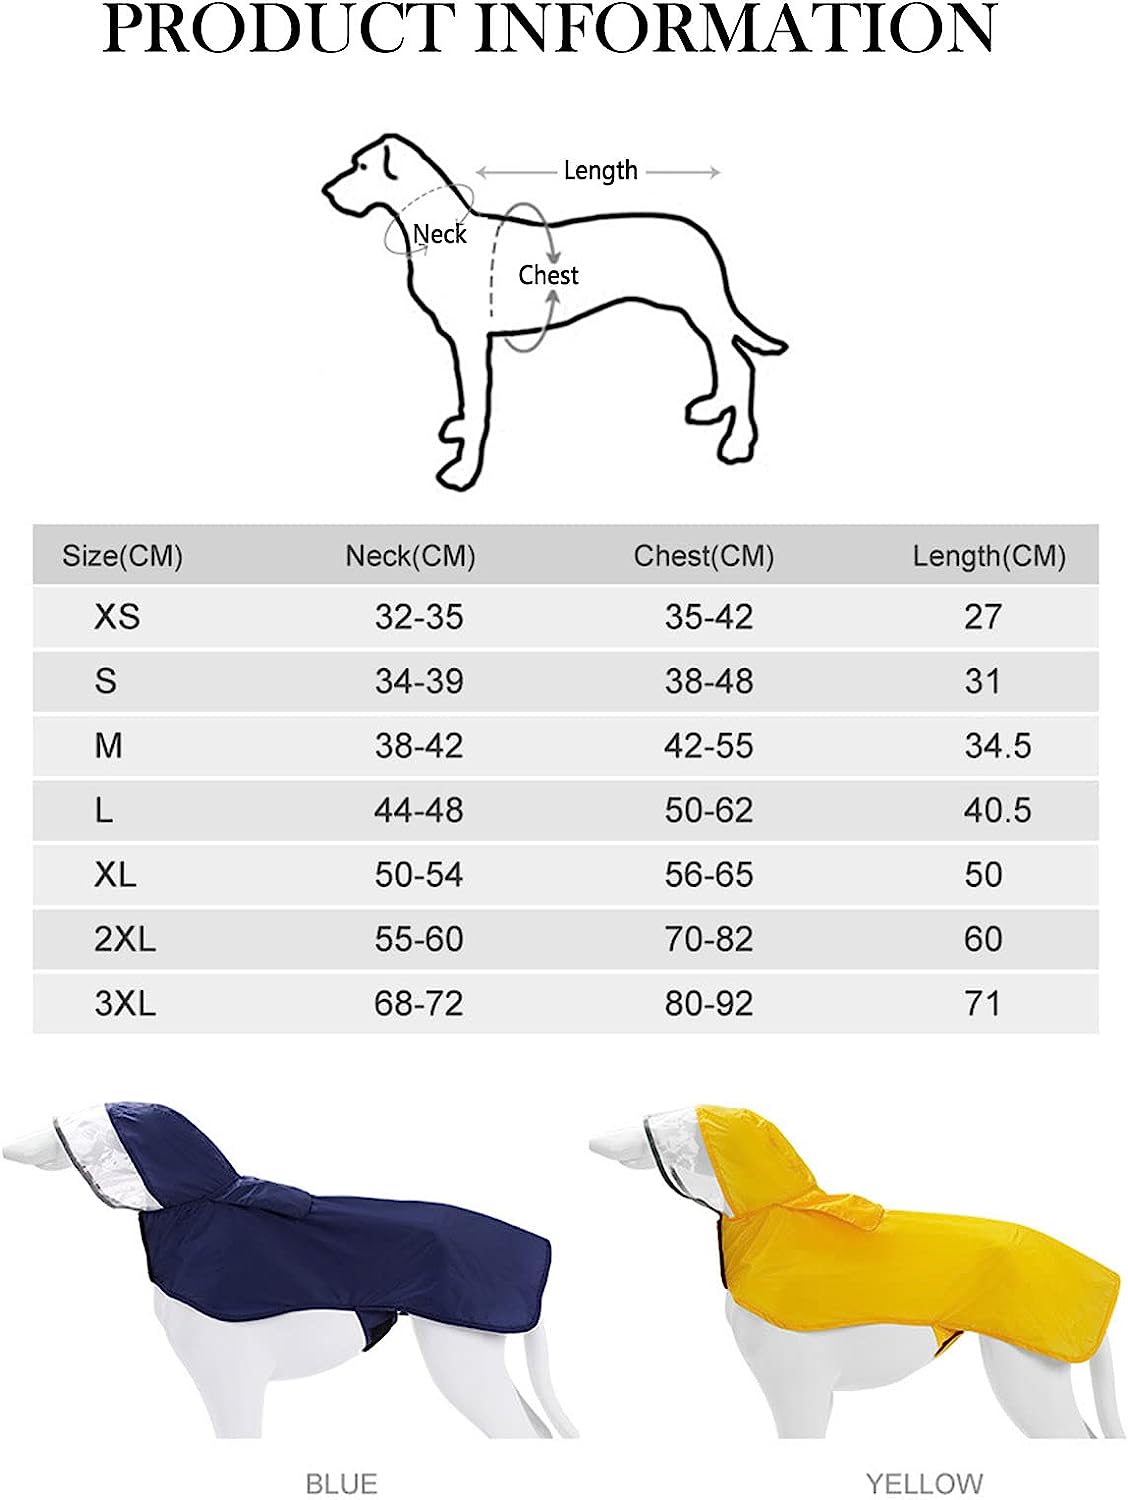 PRODUCT INFORMATION
Length
Neck
Chest
Size(CM) Neck(CM) Chest(CM) Length(CM)
XS 32-35 35-42 27
S 34-39 38-48 31
M 38-42 42-55 34.5
L 44-48 50-62 40.5
XL 50-54 56-65 50
2XL 55-60 70-82 60
3XL 68-72 80-92 71
BLUE YELLOW